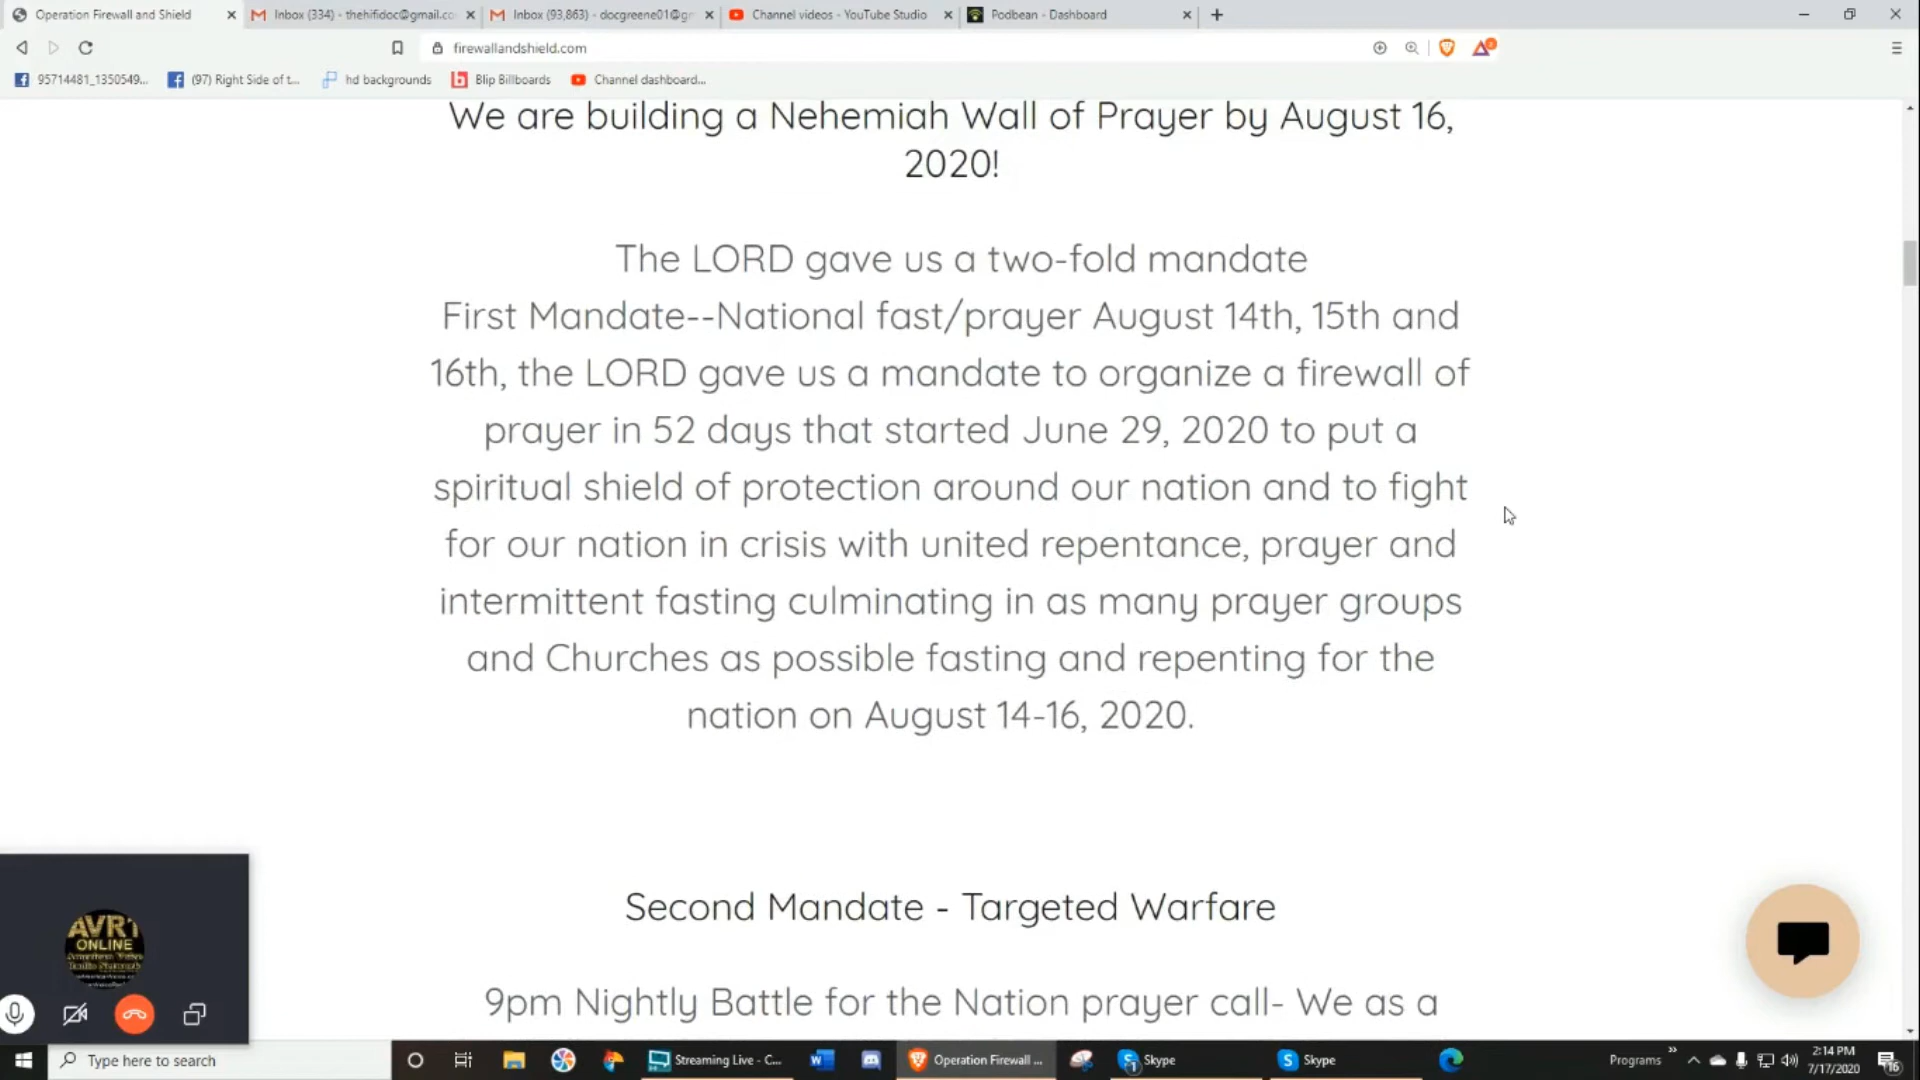 Operation Firewall and Shield
Inbox (334) - thehifidoc@gmail.co
Inbox (93,863) - docgreene01@gr
Channel videos - YouTube Studio
Podbean - Dashboard
firewallandshield.com
95714481_1350549...
(97) Right Side of t...
hd backgrounds
Blip Billboards
Channel dashboard...
We are building a Nehemiah Wall of Prayer by August 16,
2020!
The LORD gave us a two-fold mandate
First Mandate--National fast/prayer August 14th, 15th and
16th, the LORD gave us a mandate to organize a firewall of
prayer in 52 days that started June 29, 2020 to put a
spiritual shield of protection around our nation and to fight
for our nation in crisis with united repentance, prayer and
intermittent fasting culminating in as many prayer groups
and Churches as possible fasting and repenting for the
nation on August 14-16, 2020.
Second Mandate - Targeted Warfare
9pm Nightly Battle for the Nation prayer call- We as a
ONLINE
Type here to search
Streaming Live - C...
Operation Firewall ...
Skype
Skype
Programs
2:14 PM
7/17/2020
16